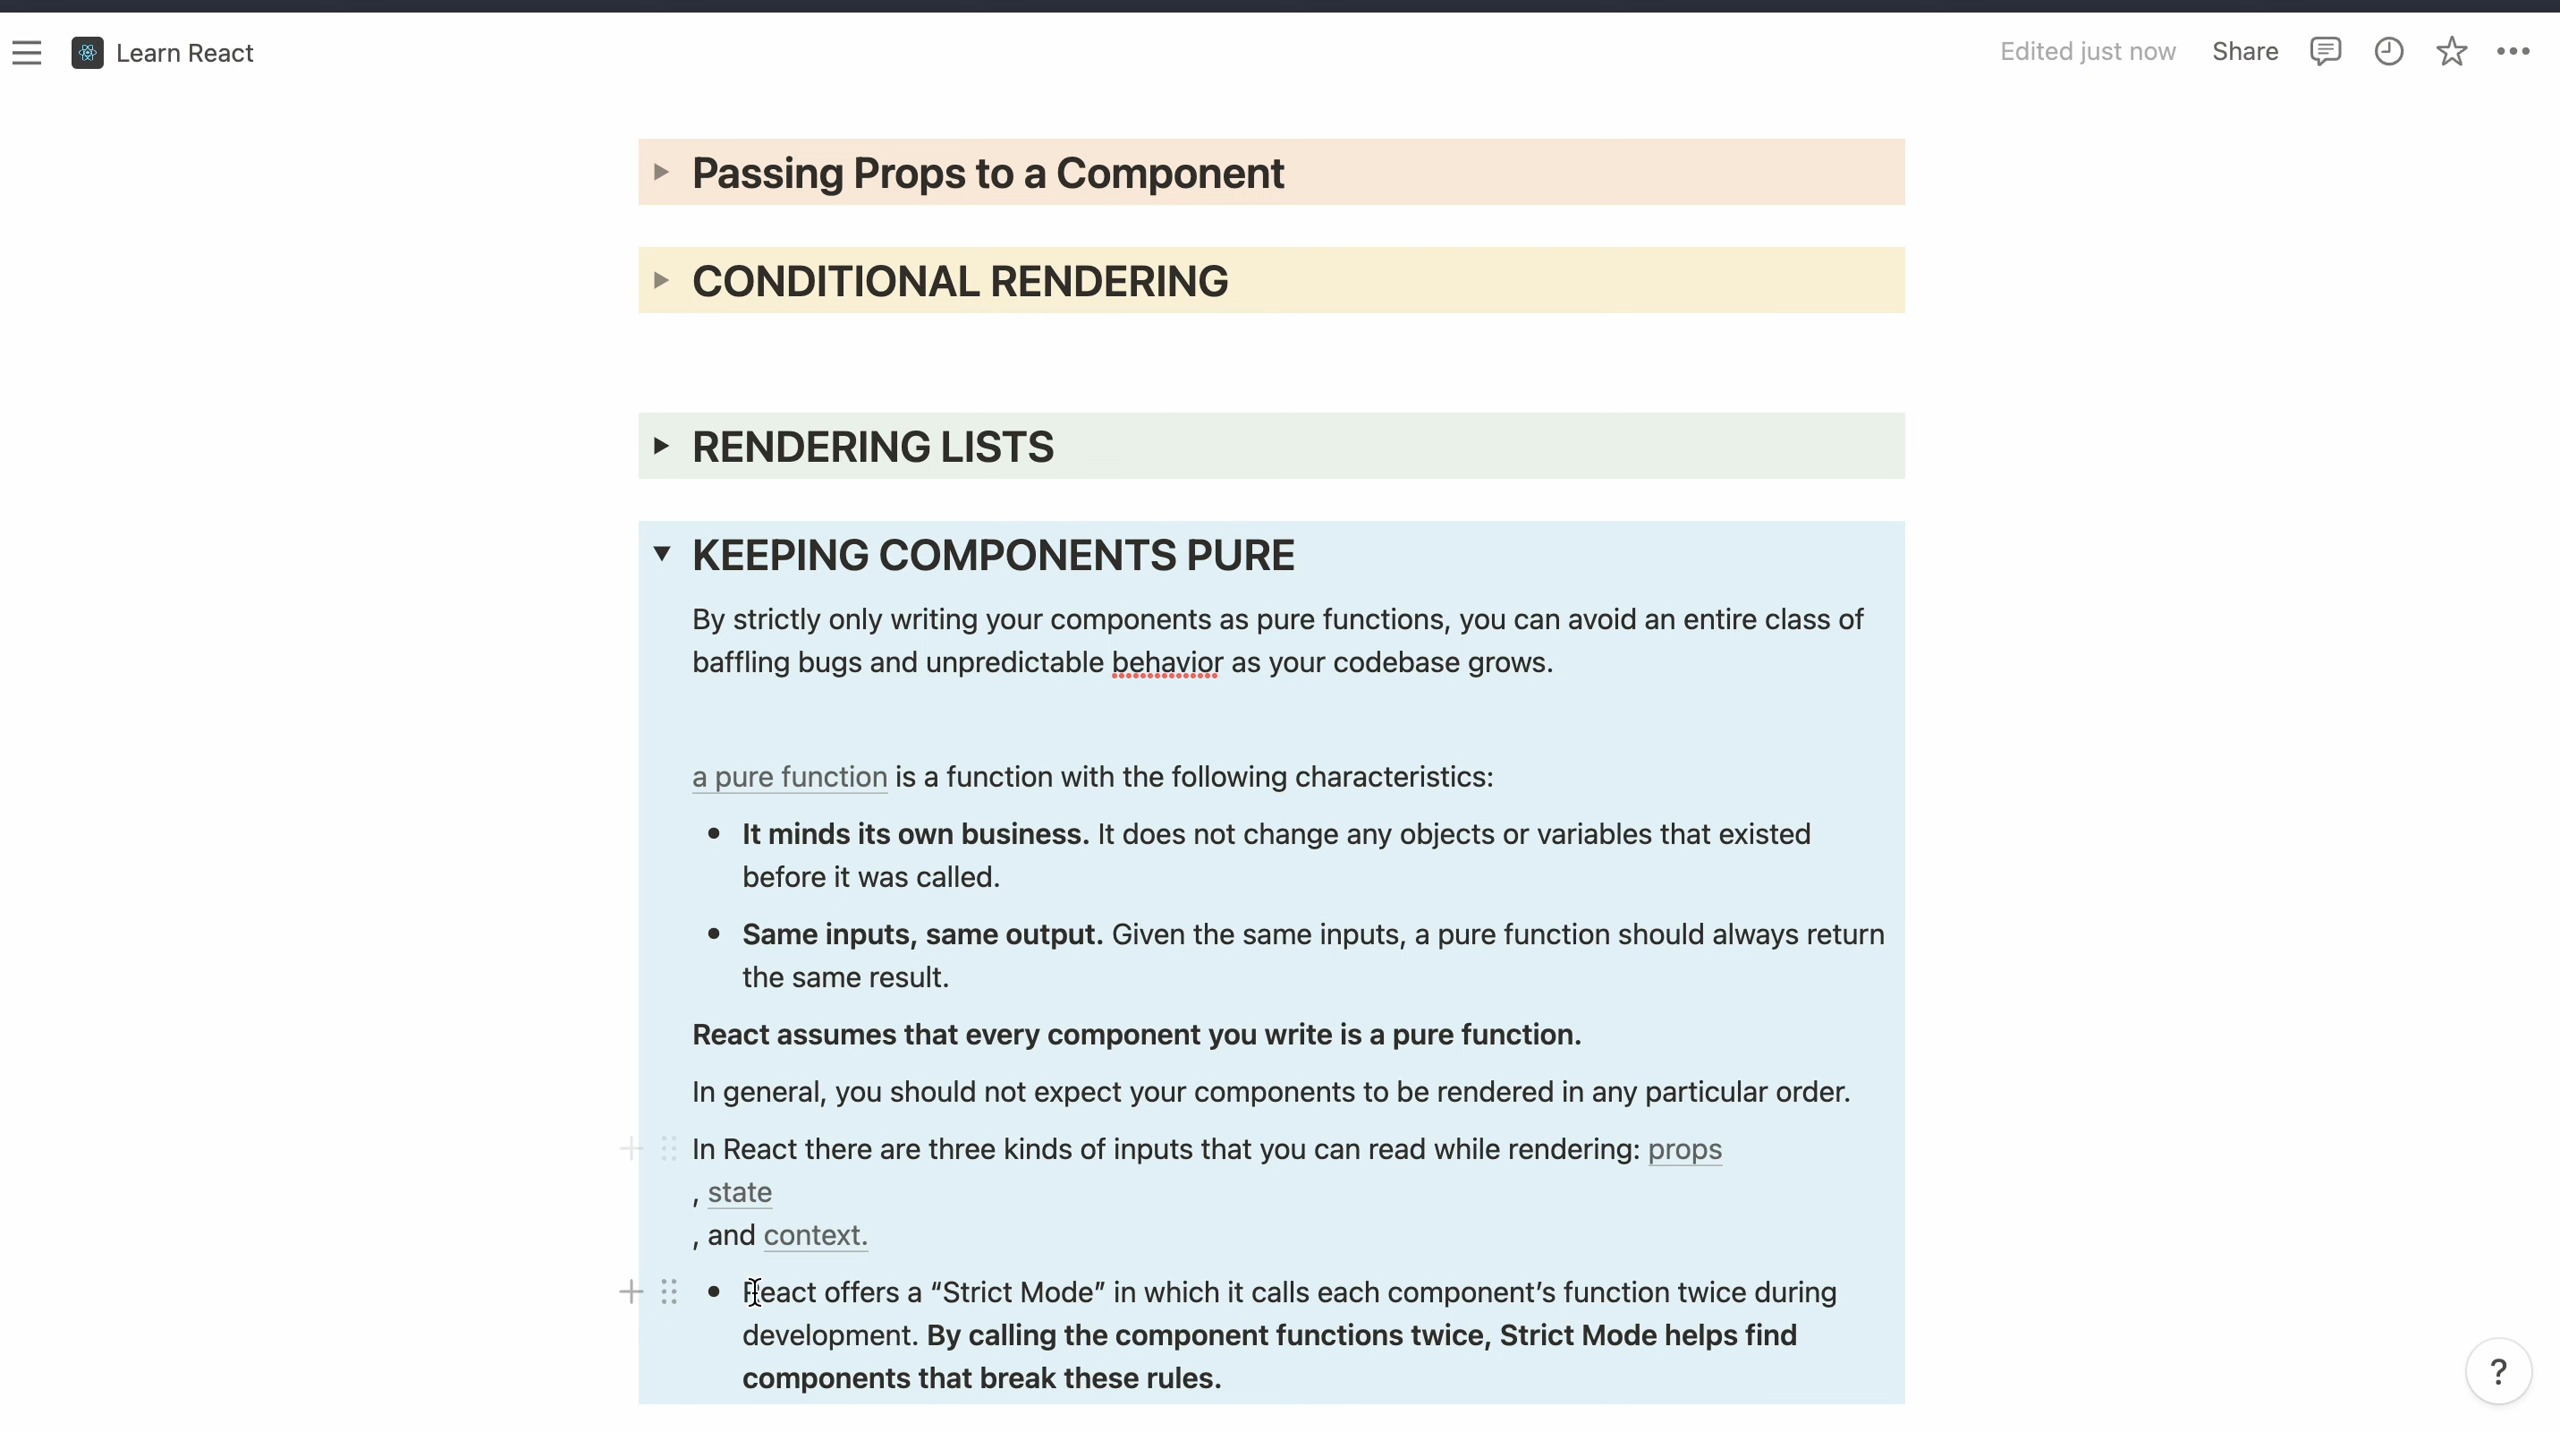 Learn React
Edited just now Share
Passing Props to a Component
CONDITIONAL RENDERING
RENDERING LISTS
KEEPING COMPONENTS PURE
By strictly only writing your components as pure functions, you can avoid an entire class of
baffling bugs and unpredictable behavior as your codebase grows.
a pure function is a function with the following characteristics:
• It minds its own business. It does not change any objects or variables that existed
before it was called.
• Same inputs, same output. Given the same inputs, a pure function should always return
the same result.
React assumes that every component you write is a pure function.
In general, you should not expect your components to be rendered in any particular order.
In React there are three kinds of inputs that you can read while rendering: props
, state
, and context.
• React offers a “Strict Mode” in which it calls each component’s function twice during
development. By calling the component functions twice, Strict Mode helps find
components that break these rules.
?